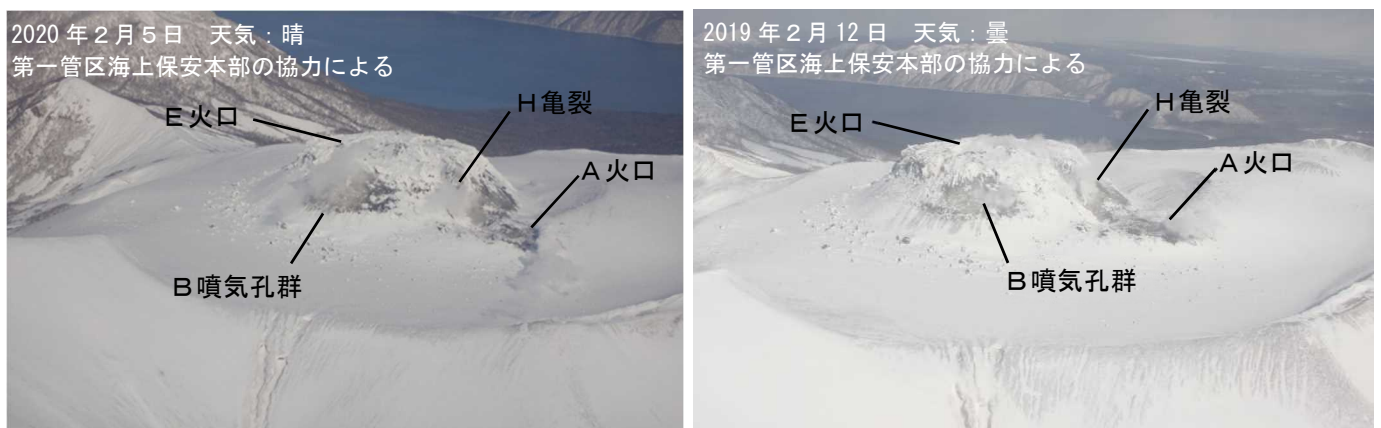 2020年2月5日　天気:晴
第一管区海上保安本部の協力による
E火口
H亀裂
A火口
B噴気孔群
2019年2月12日　天気:曇
第一管区海上保安本部の協力による
E火口
H亀裂
A火口
B噴気孔群